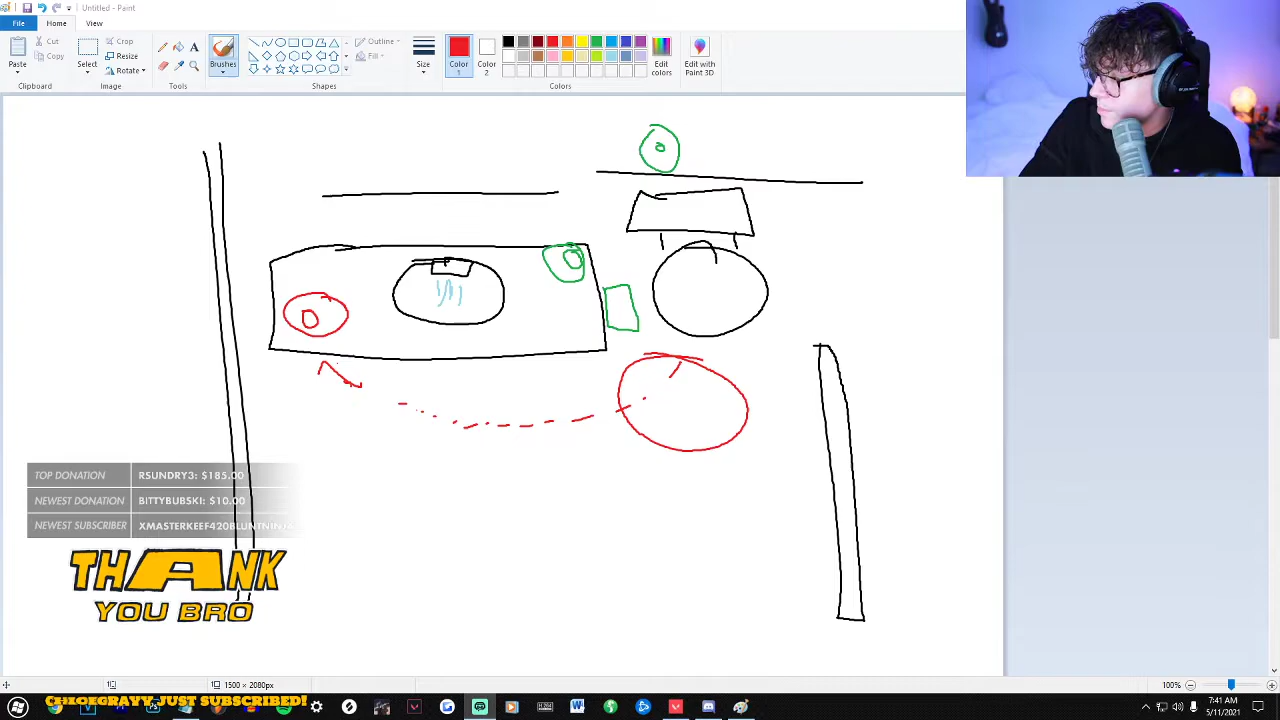 Untitled - Paint
File Home View
Paste
Cut
Copy
Clipboard
Select
Crop
Resize
Rotate
Image
Tools
Brushes
Shapes
Outline
Fill
Size
Color 1
Color 2
Colors
Edit colors
Edit with Paint 3D
TOP DONATION RSUNDRY3: $185.00
NEWEST DONATION BITTYBUBSKI: $10.00
NEWEST SUBSCRIBER XMASTERKEEF420BLUNTNINJA
THANK
YOU BRO
1500 × 2080px
100%
JUST SUBSCRIBED!
7:41 AM
5/11/2021